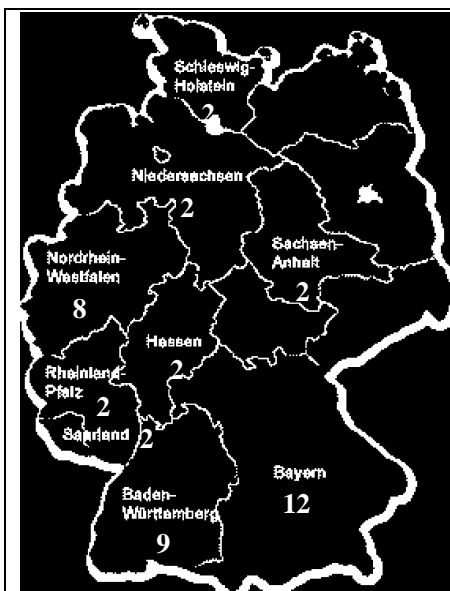 Schleswig-
Holstein
2
Niedersachsen
2
Nordrhein-
Westfalen
8
Sachsen-
Anhalt
2
Hessen
2
Rheinland
Pfalz
2
Saarland
2
Bayern
12
Baden-
Württemberg
9